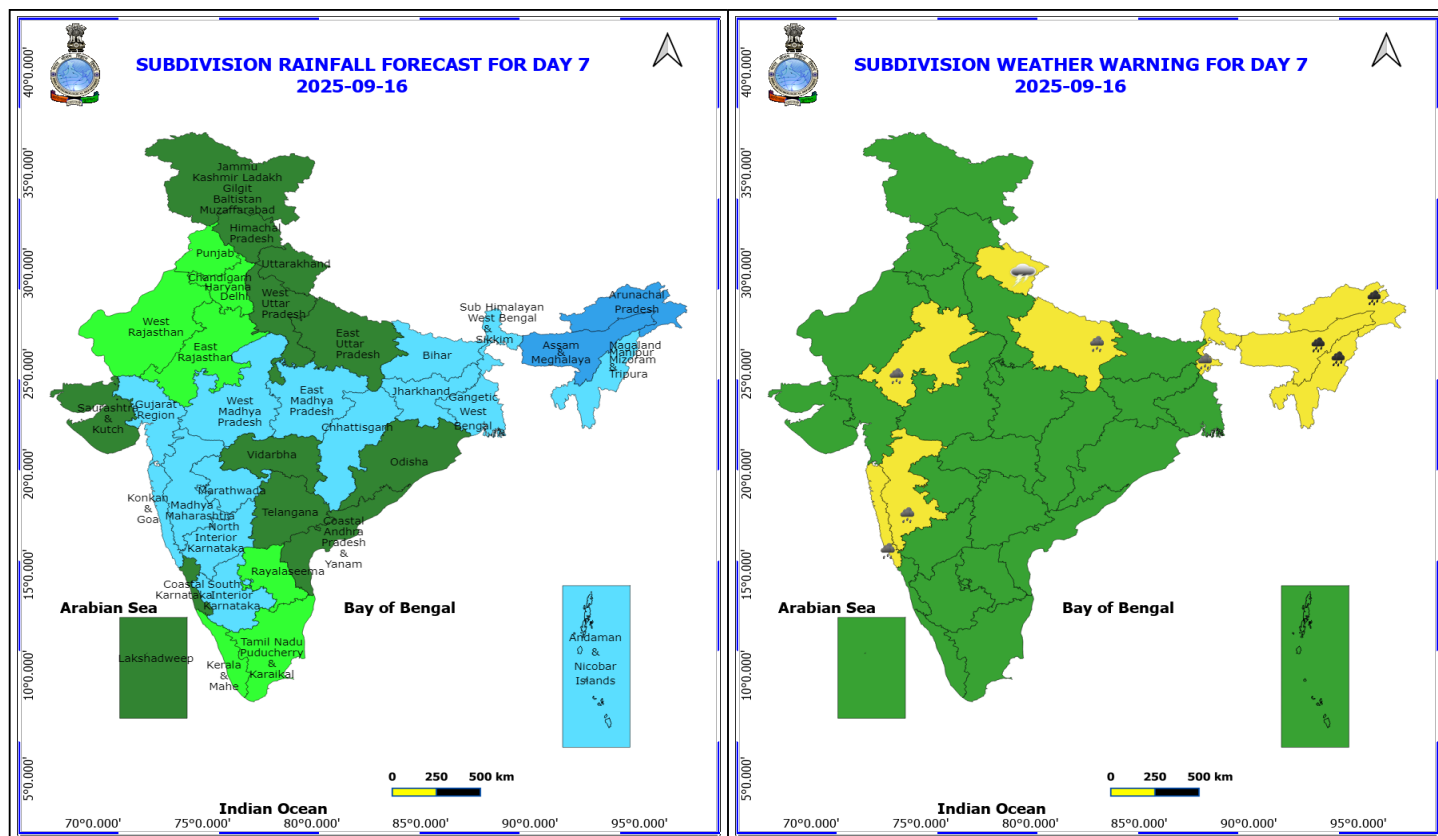 SUBDIVISION RAINFALL FORECAST FOR DAY 7
2025-09-16
40°0.000'
35°0.000'
30°0.000'
25°0.000'
20°0.000'
15°0.000'
10°0.000'
5°0.000'
Jammu
Kashmir Ladakh
Gilgit
Baltistan
Muzaffarabad
Himachal
Pradesh
Punjab
Uttarakhand
Chandigarh
Haryana
Delhi
West
Uttar
Pradesh
West
Rajasthan
East
Rajasthan
East
Uttar
Pradesh
Sub Himalayan
West Bengal
&
Sikkim
Arunachal
Pradesh
Assam
&
Meghalaya
Nagaland
Manipur
Mizoram
&
Tripura
Bihar
Jharkhand
Gangetic
West
Bengal
Saurashtra
&
Kutch
Gujarat
Region
West
Madhya
Pradesh
East
Madhya
Pradesh
Chhattisgarh
Vidarbha
Odisha
Konkan
&
Goa
Marathwada
Madhya
Maharashtra
North
Interior
Karnataka
Telangana
Coastal
Andhra
Pradesh
&
Yanam
Rayalaseema
Coastal
Karnataka
South
Interior
Karnataka
Arabian Sea
Bay of Bengal
Lakshadweep
Kerala
&
Mahe
Tamil Nadu
Puducherry
&
Karaikal
Andaman
&
Nicobar
Islands
0 250 500 km
Indian Ocean
70°0.000' 75°0.000' 80°0.000' 85°0.000' 90°0.000' 95°0.000'
SUBDIVISION WEATHER WARNING FOR DAY 7
2025-09-16
40°0.000'
35°0.000'
30°0.000'
25°0.000'
20°0.000'
15°0.000'
10°0.000'
5°0.000'
Arabian Sea
Bay of Bengal
0 250 500 km
Indian Ocean
70°0.000' 75°0.000' 80°0.000' 85°0.000' 90°0.000' 95°0.000'